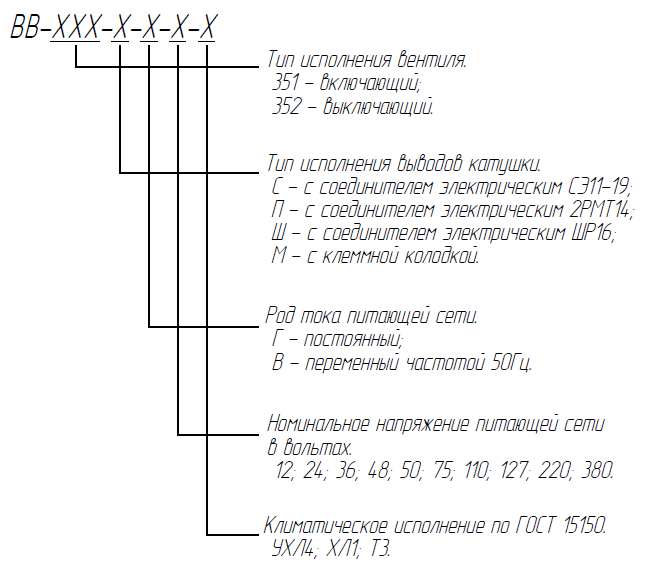 ВВ-ХХХ-Х-Х-Х-Х
Тип исполнения вентиля.
351 – включающий;
352 – выключающий.
Тип исполнения выводов катушки.
С – с соединителем электрическим СЭ11-19;
П – с соединителем электрическим 2РМТ14;
Ш – с соединителем электрическим ШР16;
М – с клеммной колодкой.
Род тока питающей сети.
Г – постоянный;
В – переменный частотой 50Гц.
Номинальное напряжение питающей сети
в вольтах.
12; 24; 36; 48; 50; 75; 110; 127; 220; 380.
Климатическое исполнение по ГОСТ 15150.
УХЛ4; ХЛ1; Т3.